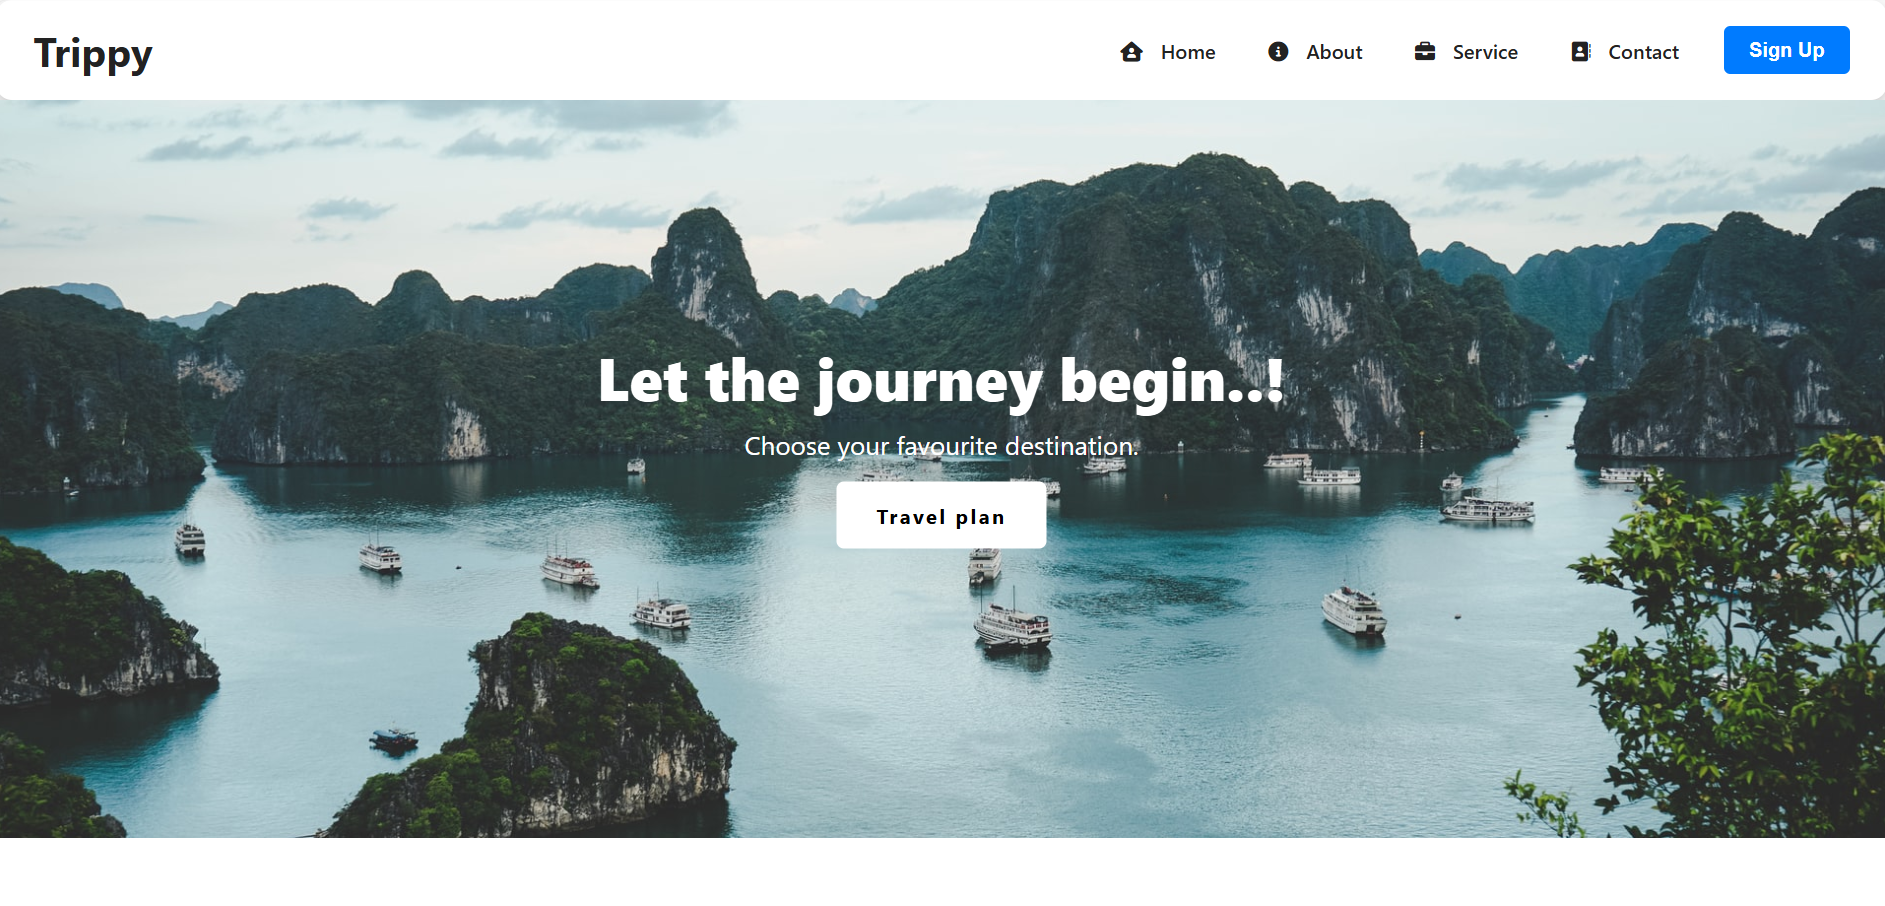 Trippy
Home About Service Contact Sign Up
Let the journey begin..!
Choose your favourite destination.
Travel plan